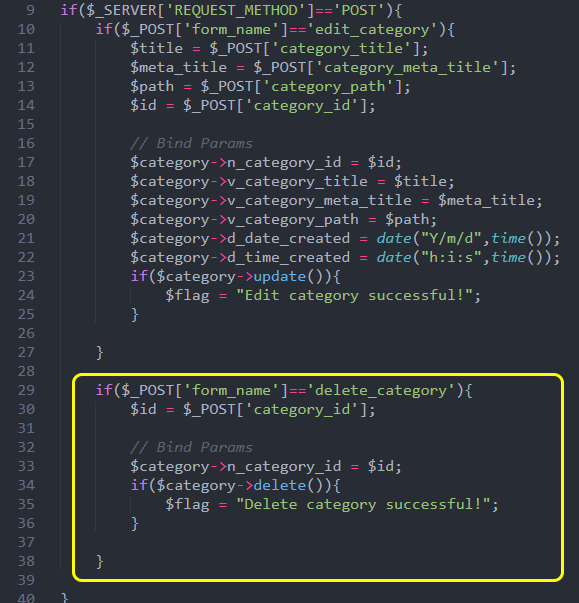 9 if($_SERVER['REQUEST_METHOD']=='POST'){
10 if($_POST['form_name']=='edit_category'){
11 $title = $_POST['category_title'];
12 $meta_title = $_POST['category_meta_title'];
13 $path = $_POST['category_path'];
14 $id = $_POST['category_id'];
15
16 // Bind Params
17 $category->n_category_id = $id;
18 $category->v_category_title = $title;
19 $category->v_category_meta_title = $meta_title;
20 $category->v_category_path = $path;
21 $category->d_date_created = date("Y/m/d",time());
22 $category->d_time_created = date("h:i:s",time());
23 if($category->update()){
24 $flag = "Edit category successful!";
25 }
26
27 }
28
29 if($_POST['form_name']=='delete_category'){
30 $id = $_POST['category_id'];
31
32 // Bind Params
33 $category->n_category_id = $id;
34 if($category->delete()){
35 $flag = "Delete category successful!";
36 }
37
38 }
39
40 }